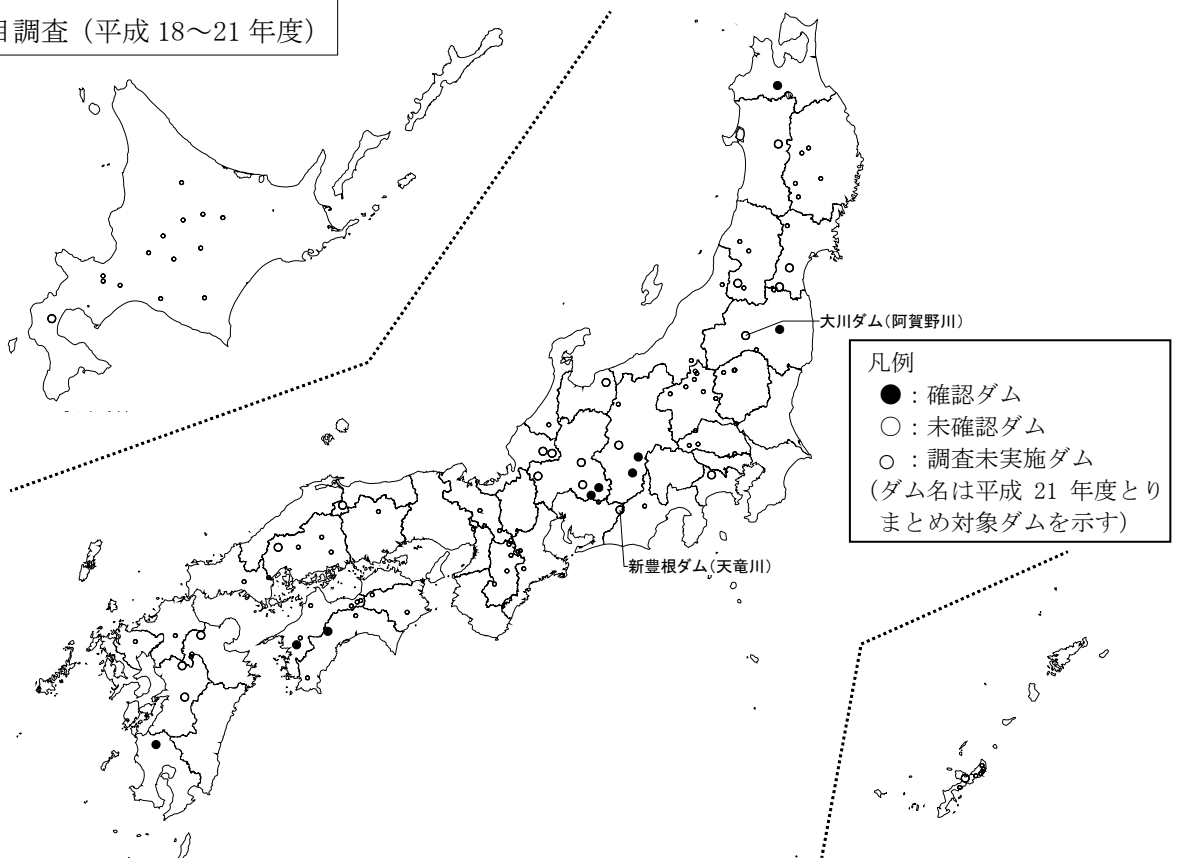 目調査（平成 18～21 年度）
大川ダム(阿賀野川)
凡例
●：確認ダム
○：未確認ダム
○：調査未実施ダム
(ダム名は平成 21 年度とり
まとめ対象ダムを示す)
新豊根ダム(天竜川)